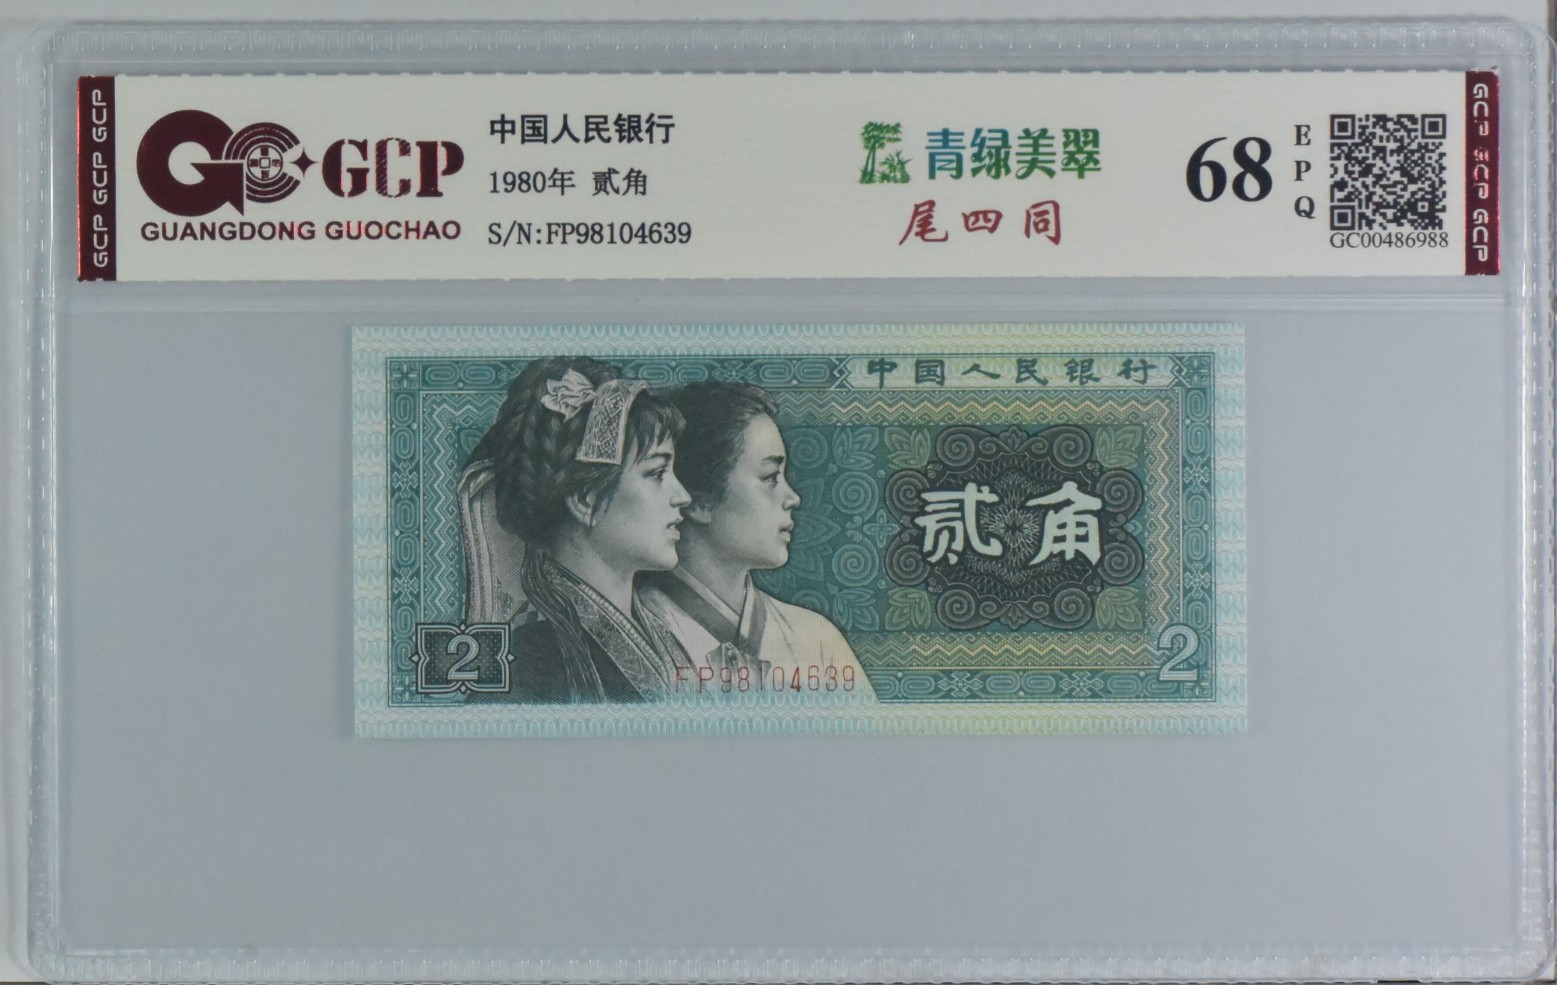 GCP GCP GCP
GCP
GUANGDONG GUOCHAO
中国人民银行
1980年 贰角
S/N:FP98104639
青绿美翠
尾四同
68
EPQ
GC00486988
GCP GCP GCP
中国人民银行
贰角
2
2
FP98104639